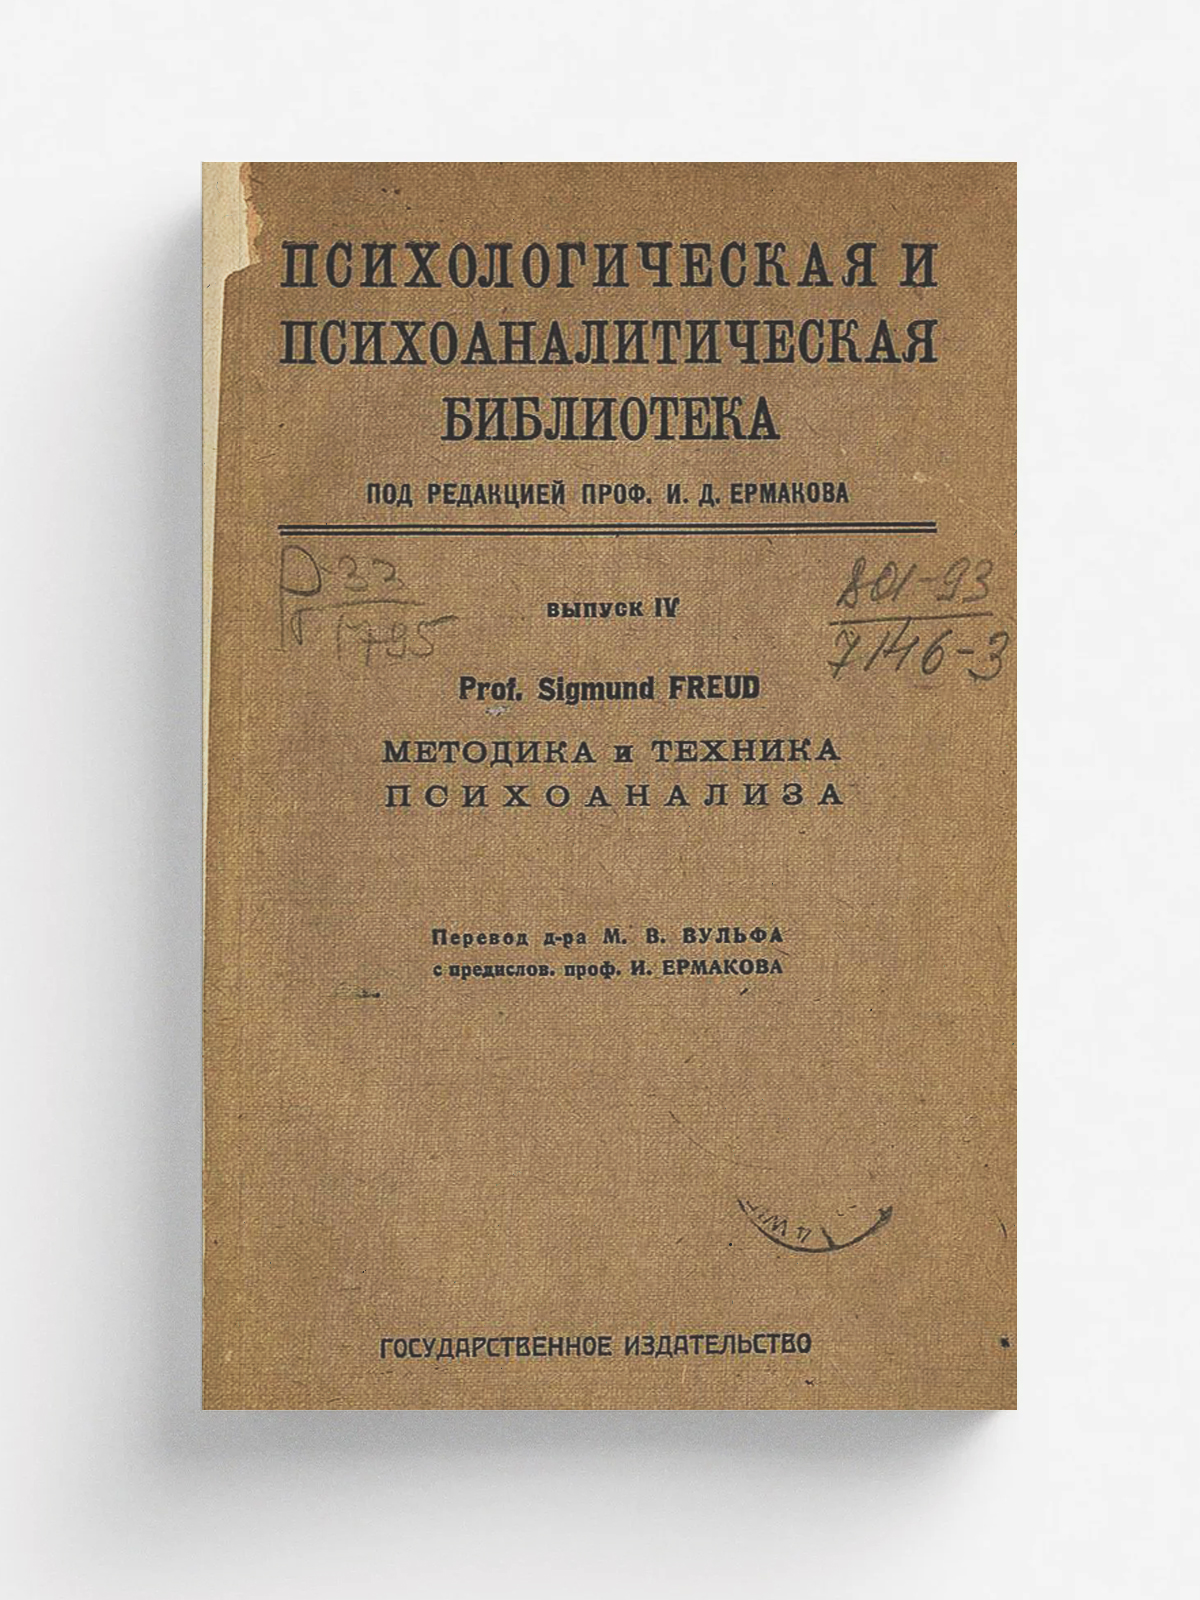 ПСИХОЛОГИЧЕСКАЯ И
ПСИХОАНАЛИТИЧЕСКАЯ
БИБЛИОТЕКА
ПОД РЕДАКЦИЕЙ ПРОФ. И. Д. ЕРМАКОВА
801-93
7146-3
ВЫПУСК IV
Prof. Sigmund FREUD
МЕТОДИКА и ТЕХНИКА
ПСИХОАНАЛИЗА
Перевод д-ра М. В. ВУЛЬФА
с предислов. проф. И. ЕРМАКОВА
ГОСУДАРСТВЕННОЕ ИЗДАТЕЛЬСТВО